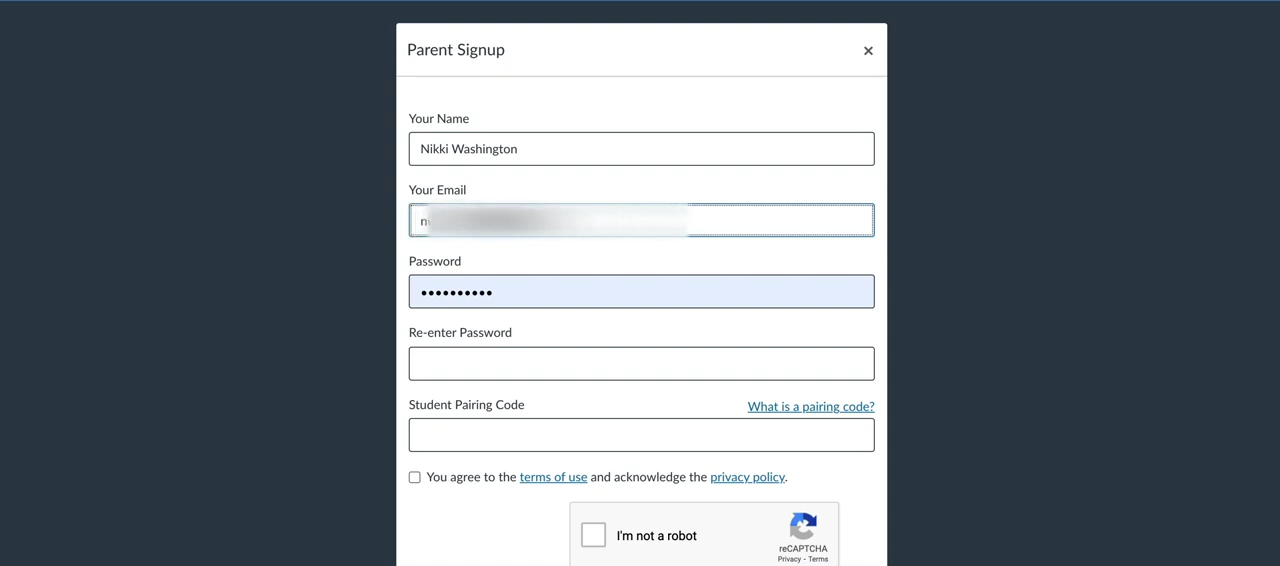 Parent Signup ×
Your Name
Nikki Washington
Your Email
Password
••••••••••
Re-enter Password
Student Pairing Code What is a pairing code?
You agree to the terms of use and acknowledge the privacy policy.
I'm not a robot
reCAPTCHA
Privacy - Terms